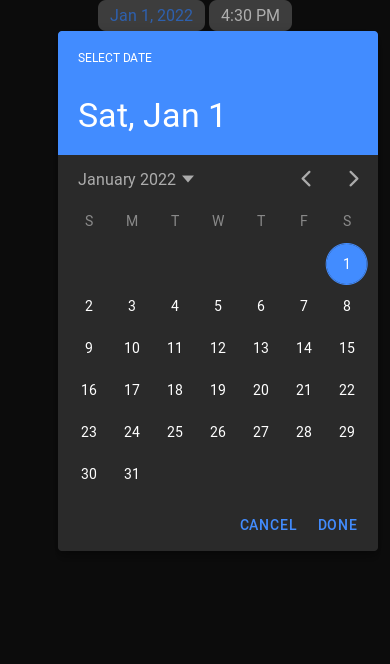 Jan 1, 2022 4:30 PM
SELECT DATE
Sat, Jan 1
January 2022
S M T W T F S
1
2 3 4 5 6 7 8
9 10 11 12 13 14 15
16 17 18 19 20 21 22
23 24 25 26 27 28 29
30 31
CANCEL DONE